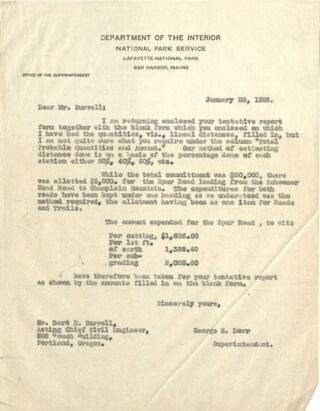 DEPARTMENT OF THE INTERIOR
NATIONAL PARK SERVICE
LAFAYETTE NATIONAL PARK
BAR HARBOR, MAINE
OFFICE OF THE SUPERINTENDENT
January 25, 1926.
Dear Mr. Burrell:
I am returning enclosed your tentative report
form together with the blank form which you enclosed on which
I have had the quantities, viz., lineal distances, filled in, but
I am not quite sure what you require under the column "Total
Probable Quantities and Amount." Our method of estimating
distance done is on a basis of the percentage done of each
station either 20%, 40%, 60%, etc.
While the total commitment was $50,000, there
was allotted $5,000. for the Spur Road leading from the Schooner
Head Road to Champlain Mountain. The expenditures for both
roads have been kept under one heading as we understood was the
method required, the allotment having been as one item for Roads
and Trails.
The amount expended for the Spur Road, to wit:
For cutting, $1,636.00
For 1st ft.
of earth 1,335.40
For sub-
grading 2,028.60
have therefore been taken for your tentative report
as shown by the amounts filled in on the blank form.
Sincerely yours,
Mr. Bert H. Burrell,
Acting Chief Civil Engineer,
Couch Building,
Portland, Oregon.
George B. Dorr
Superintendent.